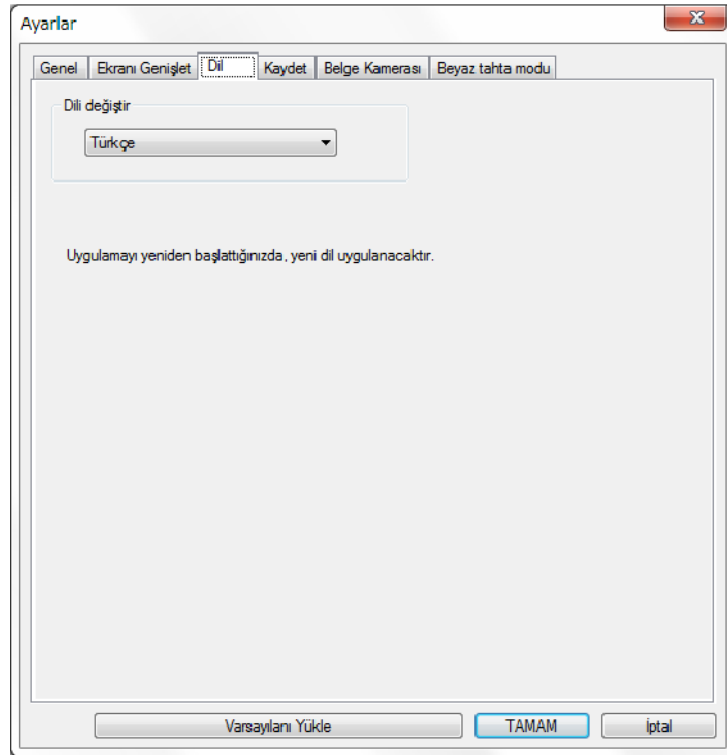 Ayarlar
Genel Ekranı Genişlet Dil Kaydet Belge Kamerası Beyaz tahta modu
Dili değiştir
Türkçe
Uygulamayı yeniden başlattığınızda, yeni dil uygulanacaktır.
Varsayılanı Yükle TAMAM İptal